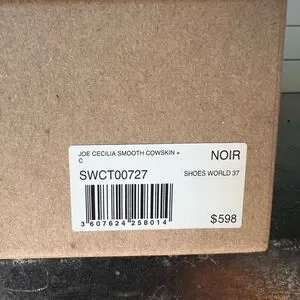 JOE CECILIA SMOOTH COWSKIN +
C
NOIR
SWCT00727
SHOES WORLD 37
3 607624 258014
$598